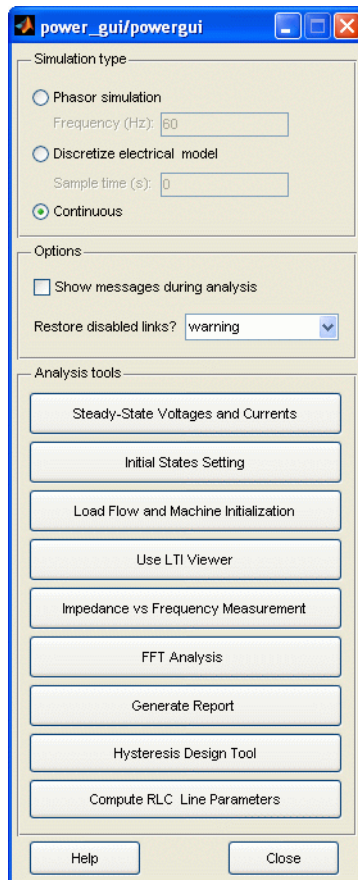 power_gui/powergui
Simulation type
Phasor simulation
Frequency (Hz): 60
Discretize electrical model
Sample time (s): 0
Continuous
Options
Show messages during analysis
Restore disabled links? warning
Analysis tools
Steady-State Voltages and Currents
Initial States Setting
Load Flow and Machine Initialization
Use LTI Viewer
Impedance vs Frequency Measurement
FFT Analysis
Generate Report
Hysteresis Design Tool
Compute RLC Line Parameters
Help Close